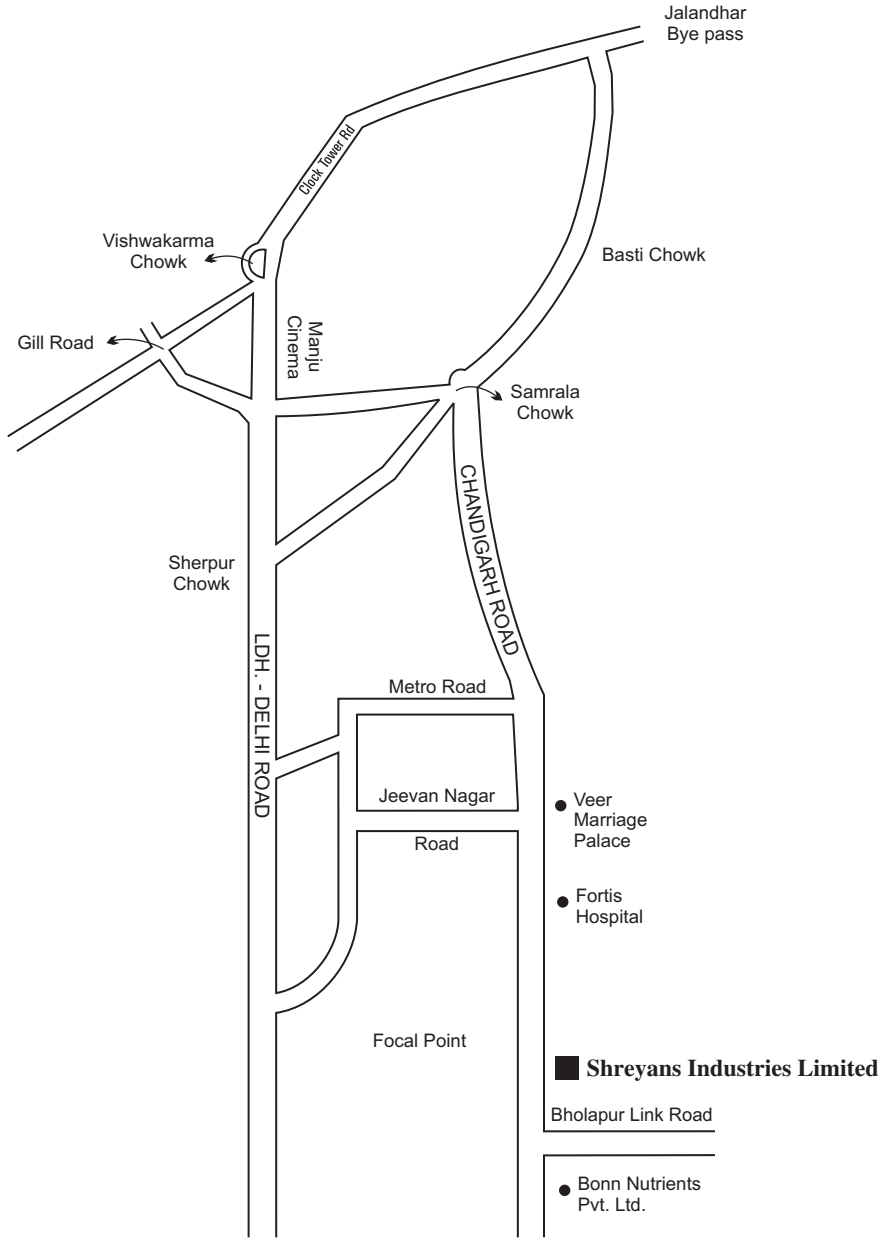 Jalandhar
Bye pass
Clock Tower Rd
Vishwakarma
Chowk
Basti Chowk
Gill Road
Manju
Cinema
Samrala
Chowk
CHANDIGARH ROAD
Sherpur
Chowk
LDH. - DELHI ROAD
Metro Road
Jeevan Nagar
Road
Veer
Marriage
Palace
Fortis
Hospital
Focal Point
Shreyans Industries Limited
Bholapur Link Road
Bonn Nutrients
Pvt. Ltd.